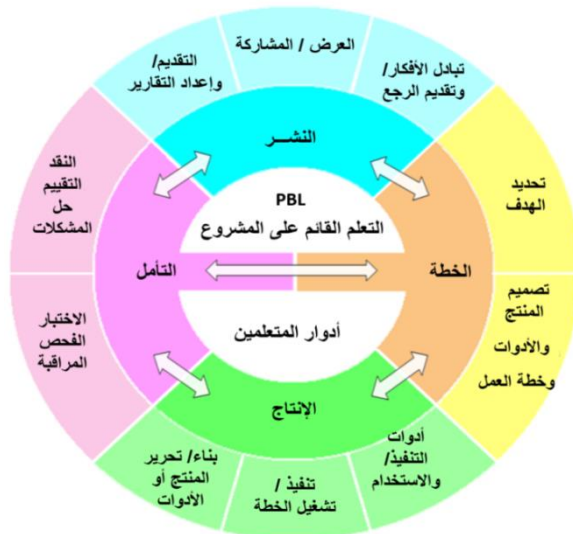 العرض / المشاركة
التقديم/
وإعداد التقارير
تبادل الأفكار/
وتقديم الرجع
النشـــر
النقد
التقييم
حل
المشكلات
تحديد
الهدف
PBL
التعلم القائم على المشروع
التأمل
الخطة
أدوار المتعلمين
الاختبار
الفحص
المراقبة
تصميم
المنتج
والأدوات
وخطة العمل
الإنتاج
أدوات
التنفيذ/
والاستخدام
تنفيذ /
تشغيل الخطة
بناء/ تحرير
المنتج أو
الأدوات